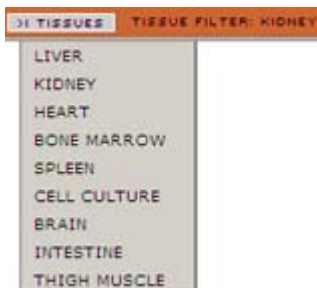 TISSUES TISSUE FILTER: KIDNEY
LIVER
KIDNEY
HEART
BONE MARROW
SPLEEN
CELL CULTURE
BRAIN
INTESTINE
THIGH MUSCLE